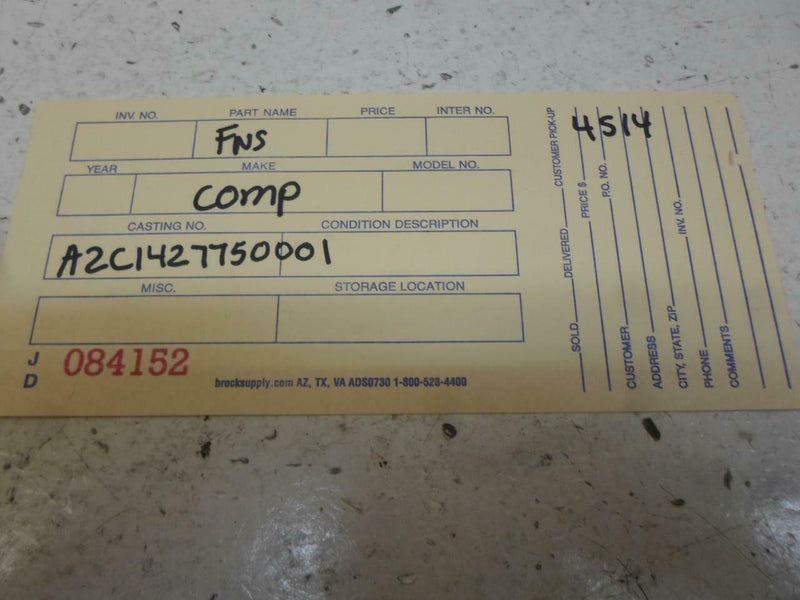 INV. NO. PART NAME PRICE INTER NO.
FNS
YEAR MAKE MODEL NO.
COMP
CASTING NO. CONDITION DESCRIPTION
A2C1427750001
MISC. STORAGE LOCATION
J D 084152
brocksupply.com AZ, TX, VA ADS0730 1-800-528-4400
4514
SOLD DELIVERED CUSTOMER PICK-UP
PRICE $
P.O. NO.
CUSTOMER
ADDRESS
CITY, STATE, ZIP INV. NO.
PHONE
COMMENTS